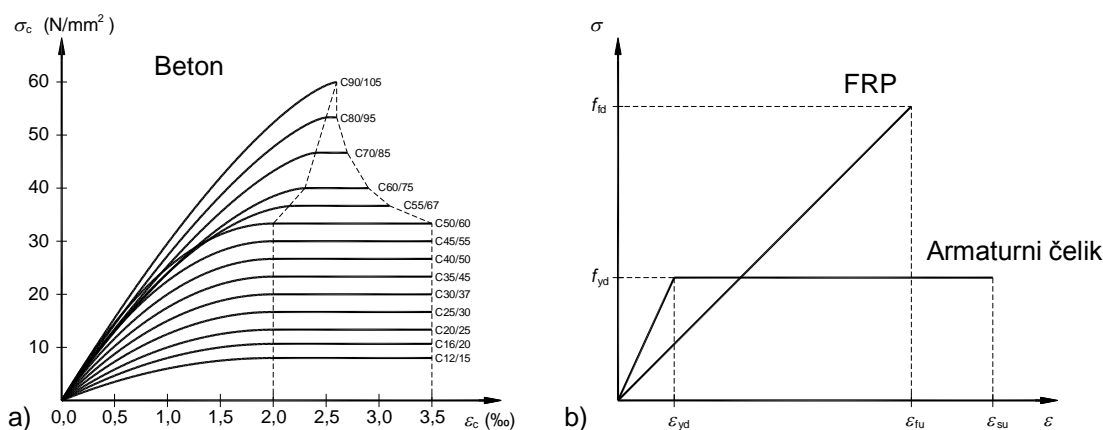 σc (N/mm²)
Beton
60
50
40
30
20
10
C90/105
C80/95
C70/85
C60/75
C55/67
C50/60
C45/55
C40/50
C35/45
C30/37
C25/30
C20/25
C16/20
C12/15
0,0 0,5 1,0 1,5 2,0 2,5 3,0 3,5 εc (‰)
a)
σ
FRP
ffd
Armaturni čelik
fyd
εyd εfu εsu ε
b)